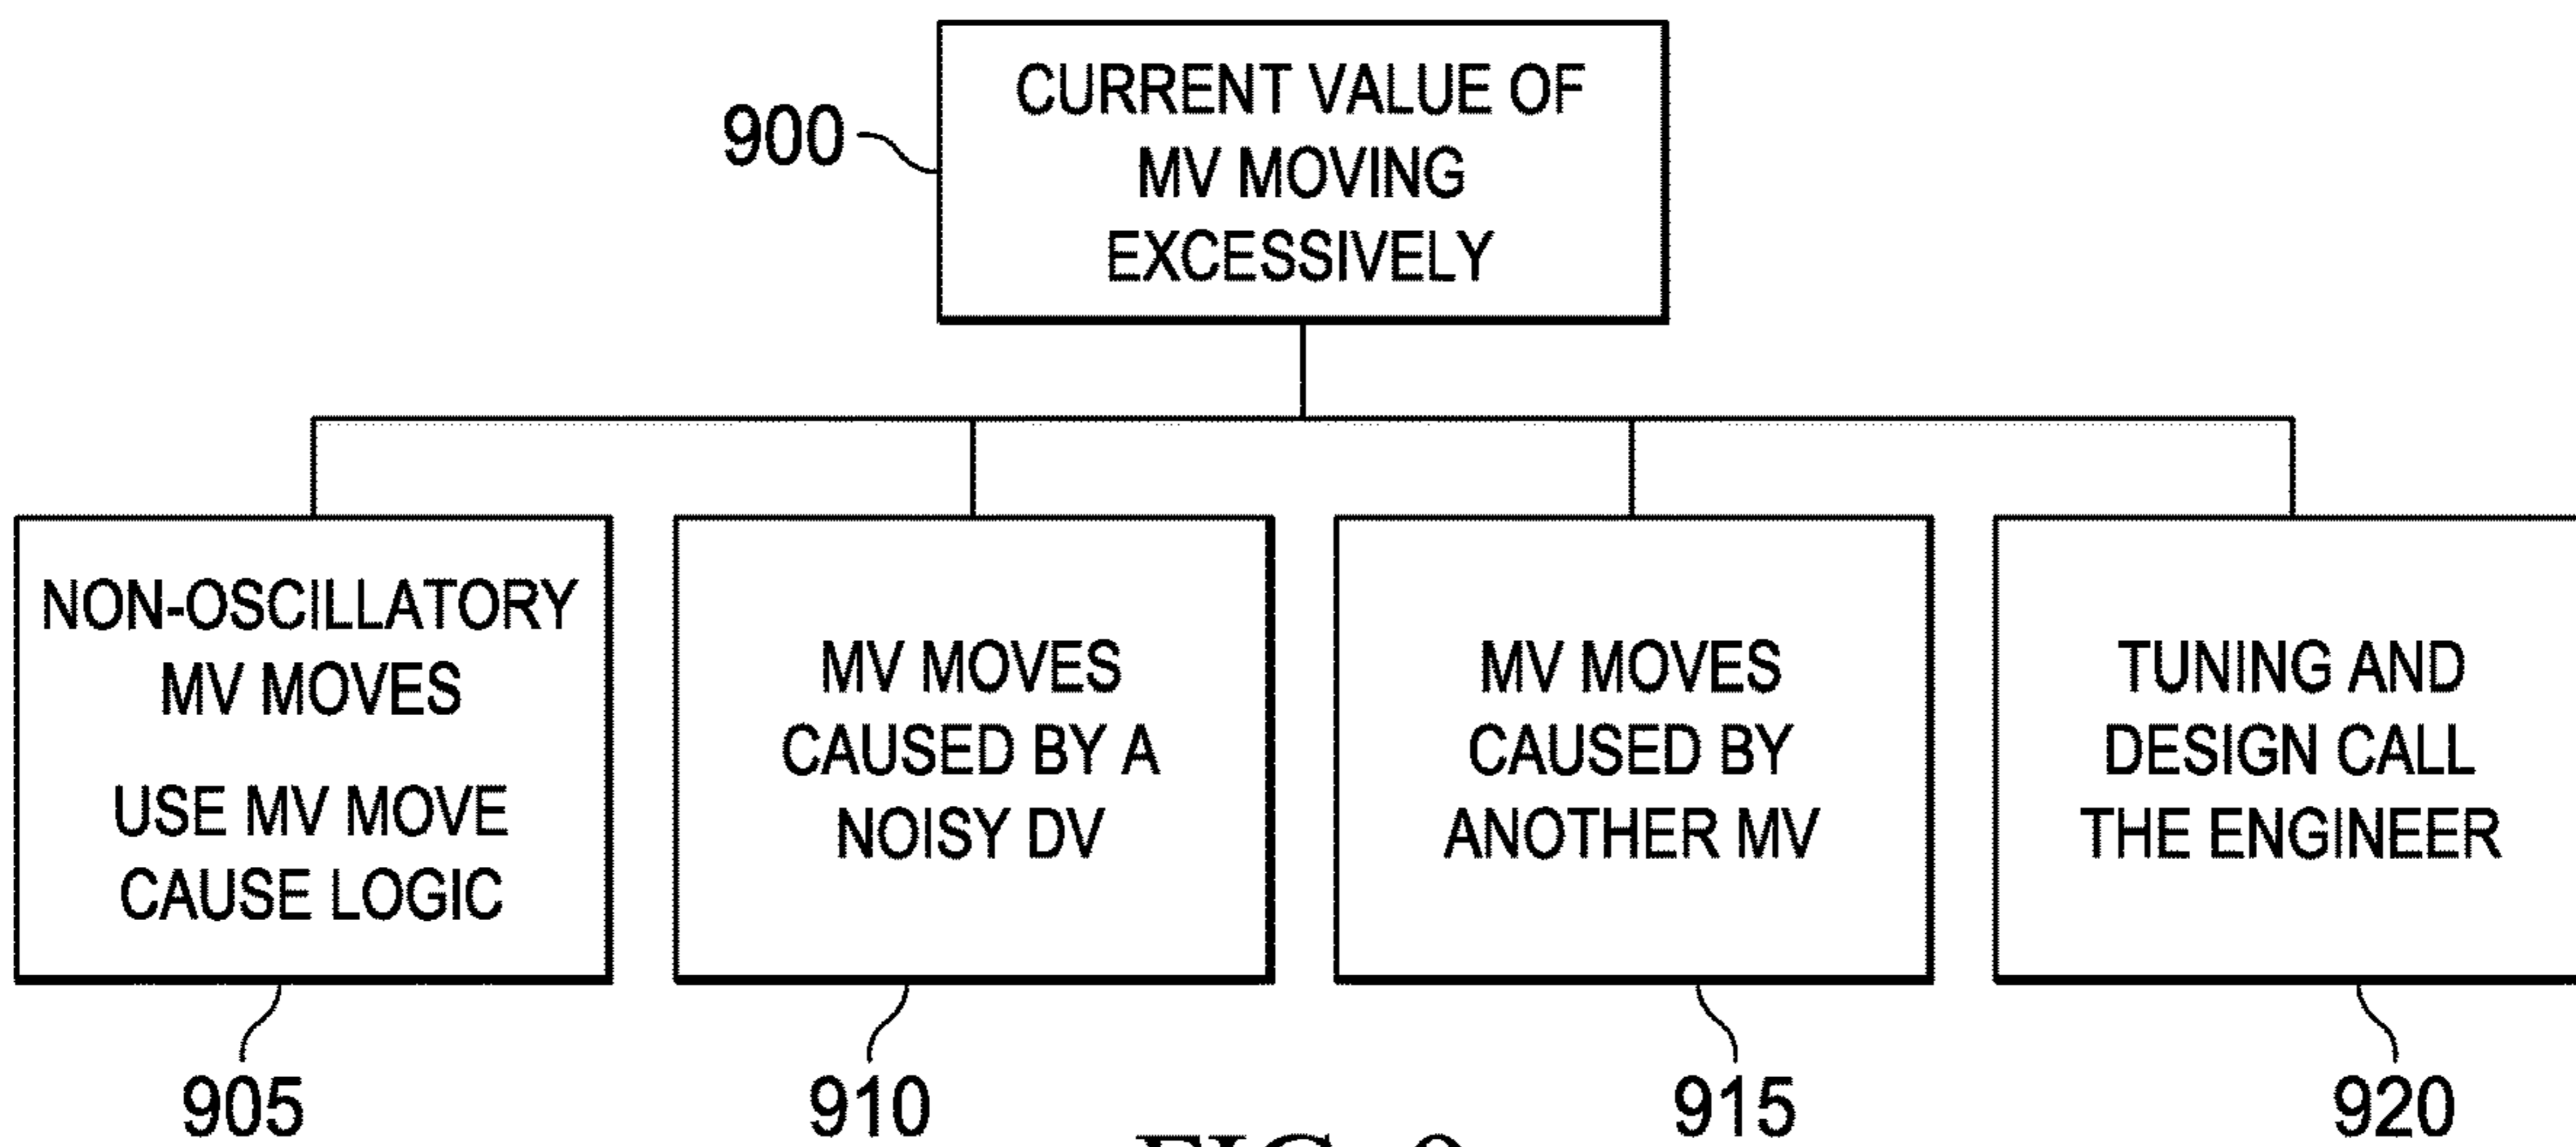 900
CURRENT VALUE OF
MV MOVING
EXCESSIVELY
NON-OSCILLATORY
MV MOVES
USE MV MOVE
CAUSE LOGIC
MV MOVES
CAUSED BY A
NOISY DV
MV MOVES
CAUSED BY
ANOTHER MV
TUNING AND
DESIGN CALL
THE ENGINEER
905
910
915
920